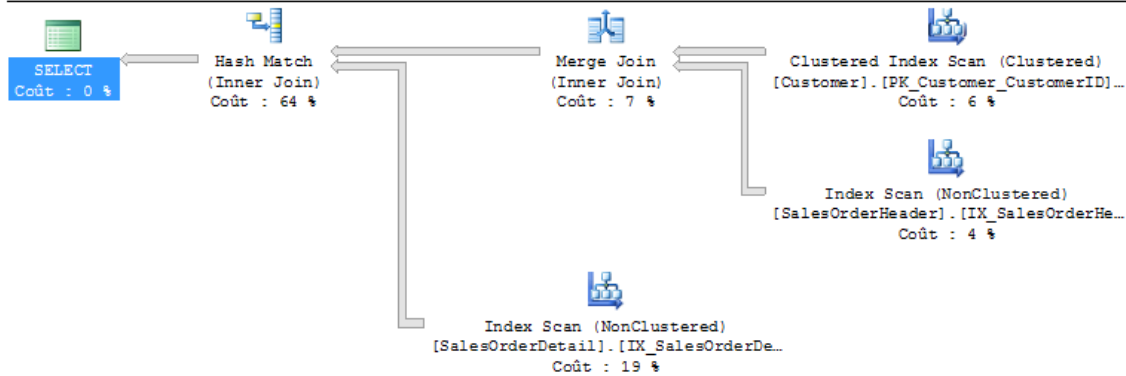 SELECT
Coût : 0 %
Hash Match
(Inner Join)
Coût : 64 %
Merge Join
(Inner Join)
Coût : 7 %
Clustered Index Scan (Clustered)
[Customer].[PK_Customer_CustomerID]…
Coût : 6 %
Index Scan (NonClustered)
[SalesOrderHeader].[IX_SalesOrderHe…
Coût : 4 %
Index Scan (NonClustered)
[SalesOrderDetail].[IX_SalesOrderDe…
Coût : 19 %